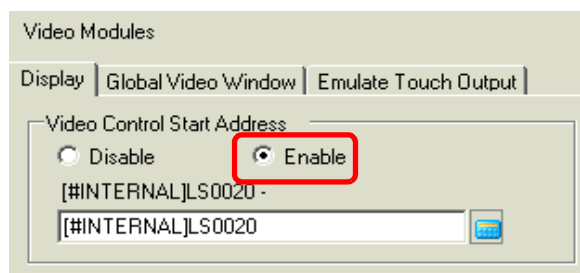 Video Modules
Display Global Video Window Emulate Touch Output
Video Control Start Address
Disable Enable
[#INTERNAL]LS0020 -
[#INTERNAL]LS0020